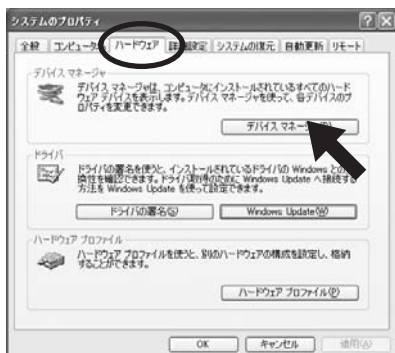 システムのプロパティ
全般 コンピュータ ハードウェア 詳細設定 システムの復元 自動更新 リモート
デバイス マネージャ
デバイス マネージャは、コンピュータにインストールされているすべてのハード
ウェア デバイスを表示します。デバイス マネージャを使って、各デバイスのプ
ロパティを変更できます。
デバイス マネージャ(D)
ドライバ
ドライバの署名を使うと、インストールされているドライバの Windows との
換性を確認できます。ドライバ取得のために Windows Update へ接続する
方法を Windows Update を使って設定できます。
ドライバの署名(S) Windows Update(W)
ハードウェア プロファイル
ハードウェア プロファイルを使うと、別のハードウェアの構成を設定し、格納
することができます。
ハードウェア プロファイル(P)
OK キャンセル 適用(A)